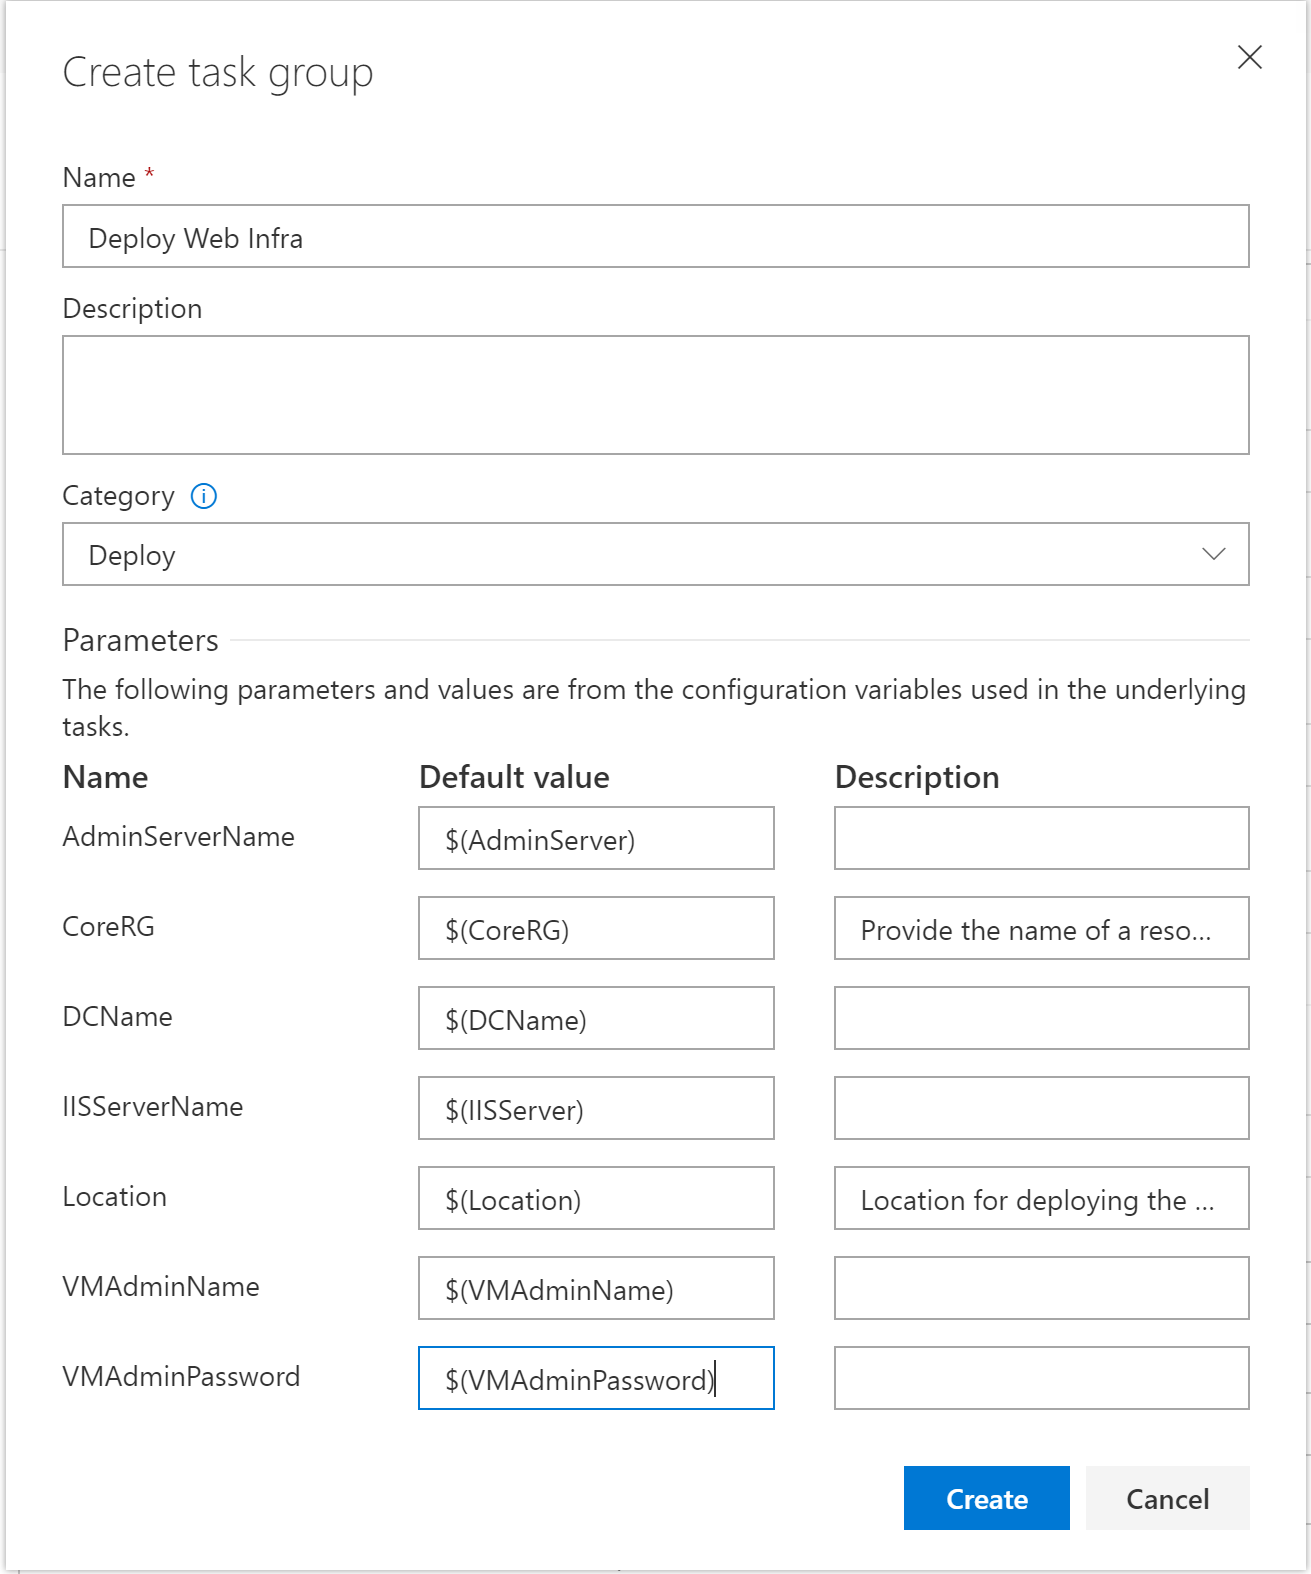 Create task group
Name *
Deploy Web Infra
Description
Category
Deploy
Parameters
The following parameters and values are from the configuration variables used in the underlying
tasks.
Name Default value Description
AdminServerName $(AdminServer)
CoreRG $(CoreRG) Provide the name of a reso...
DCName $(DCName)
IISServerName $(IISServer)
Location $(Location) Location for deploying the ...
VMAdminName $(VMAdminName)
VMAdminPassword $(VMAdminPassword)
Create Cancel